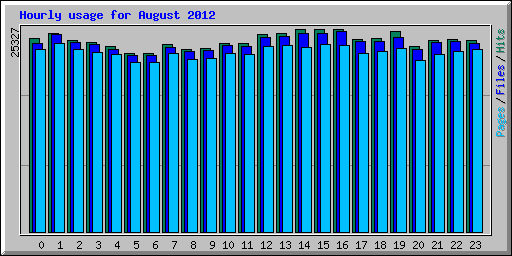 Hourly usage for August 2012
25327
Pages/Files/Hits
0 1 2 3 4 5 6 7 8 9 10 11 12 13 14 15 16 17 18 19 20 21 22 23